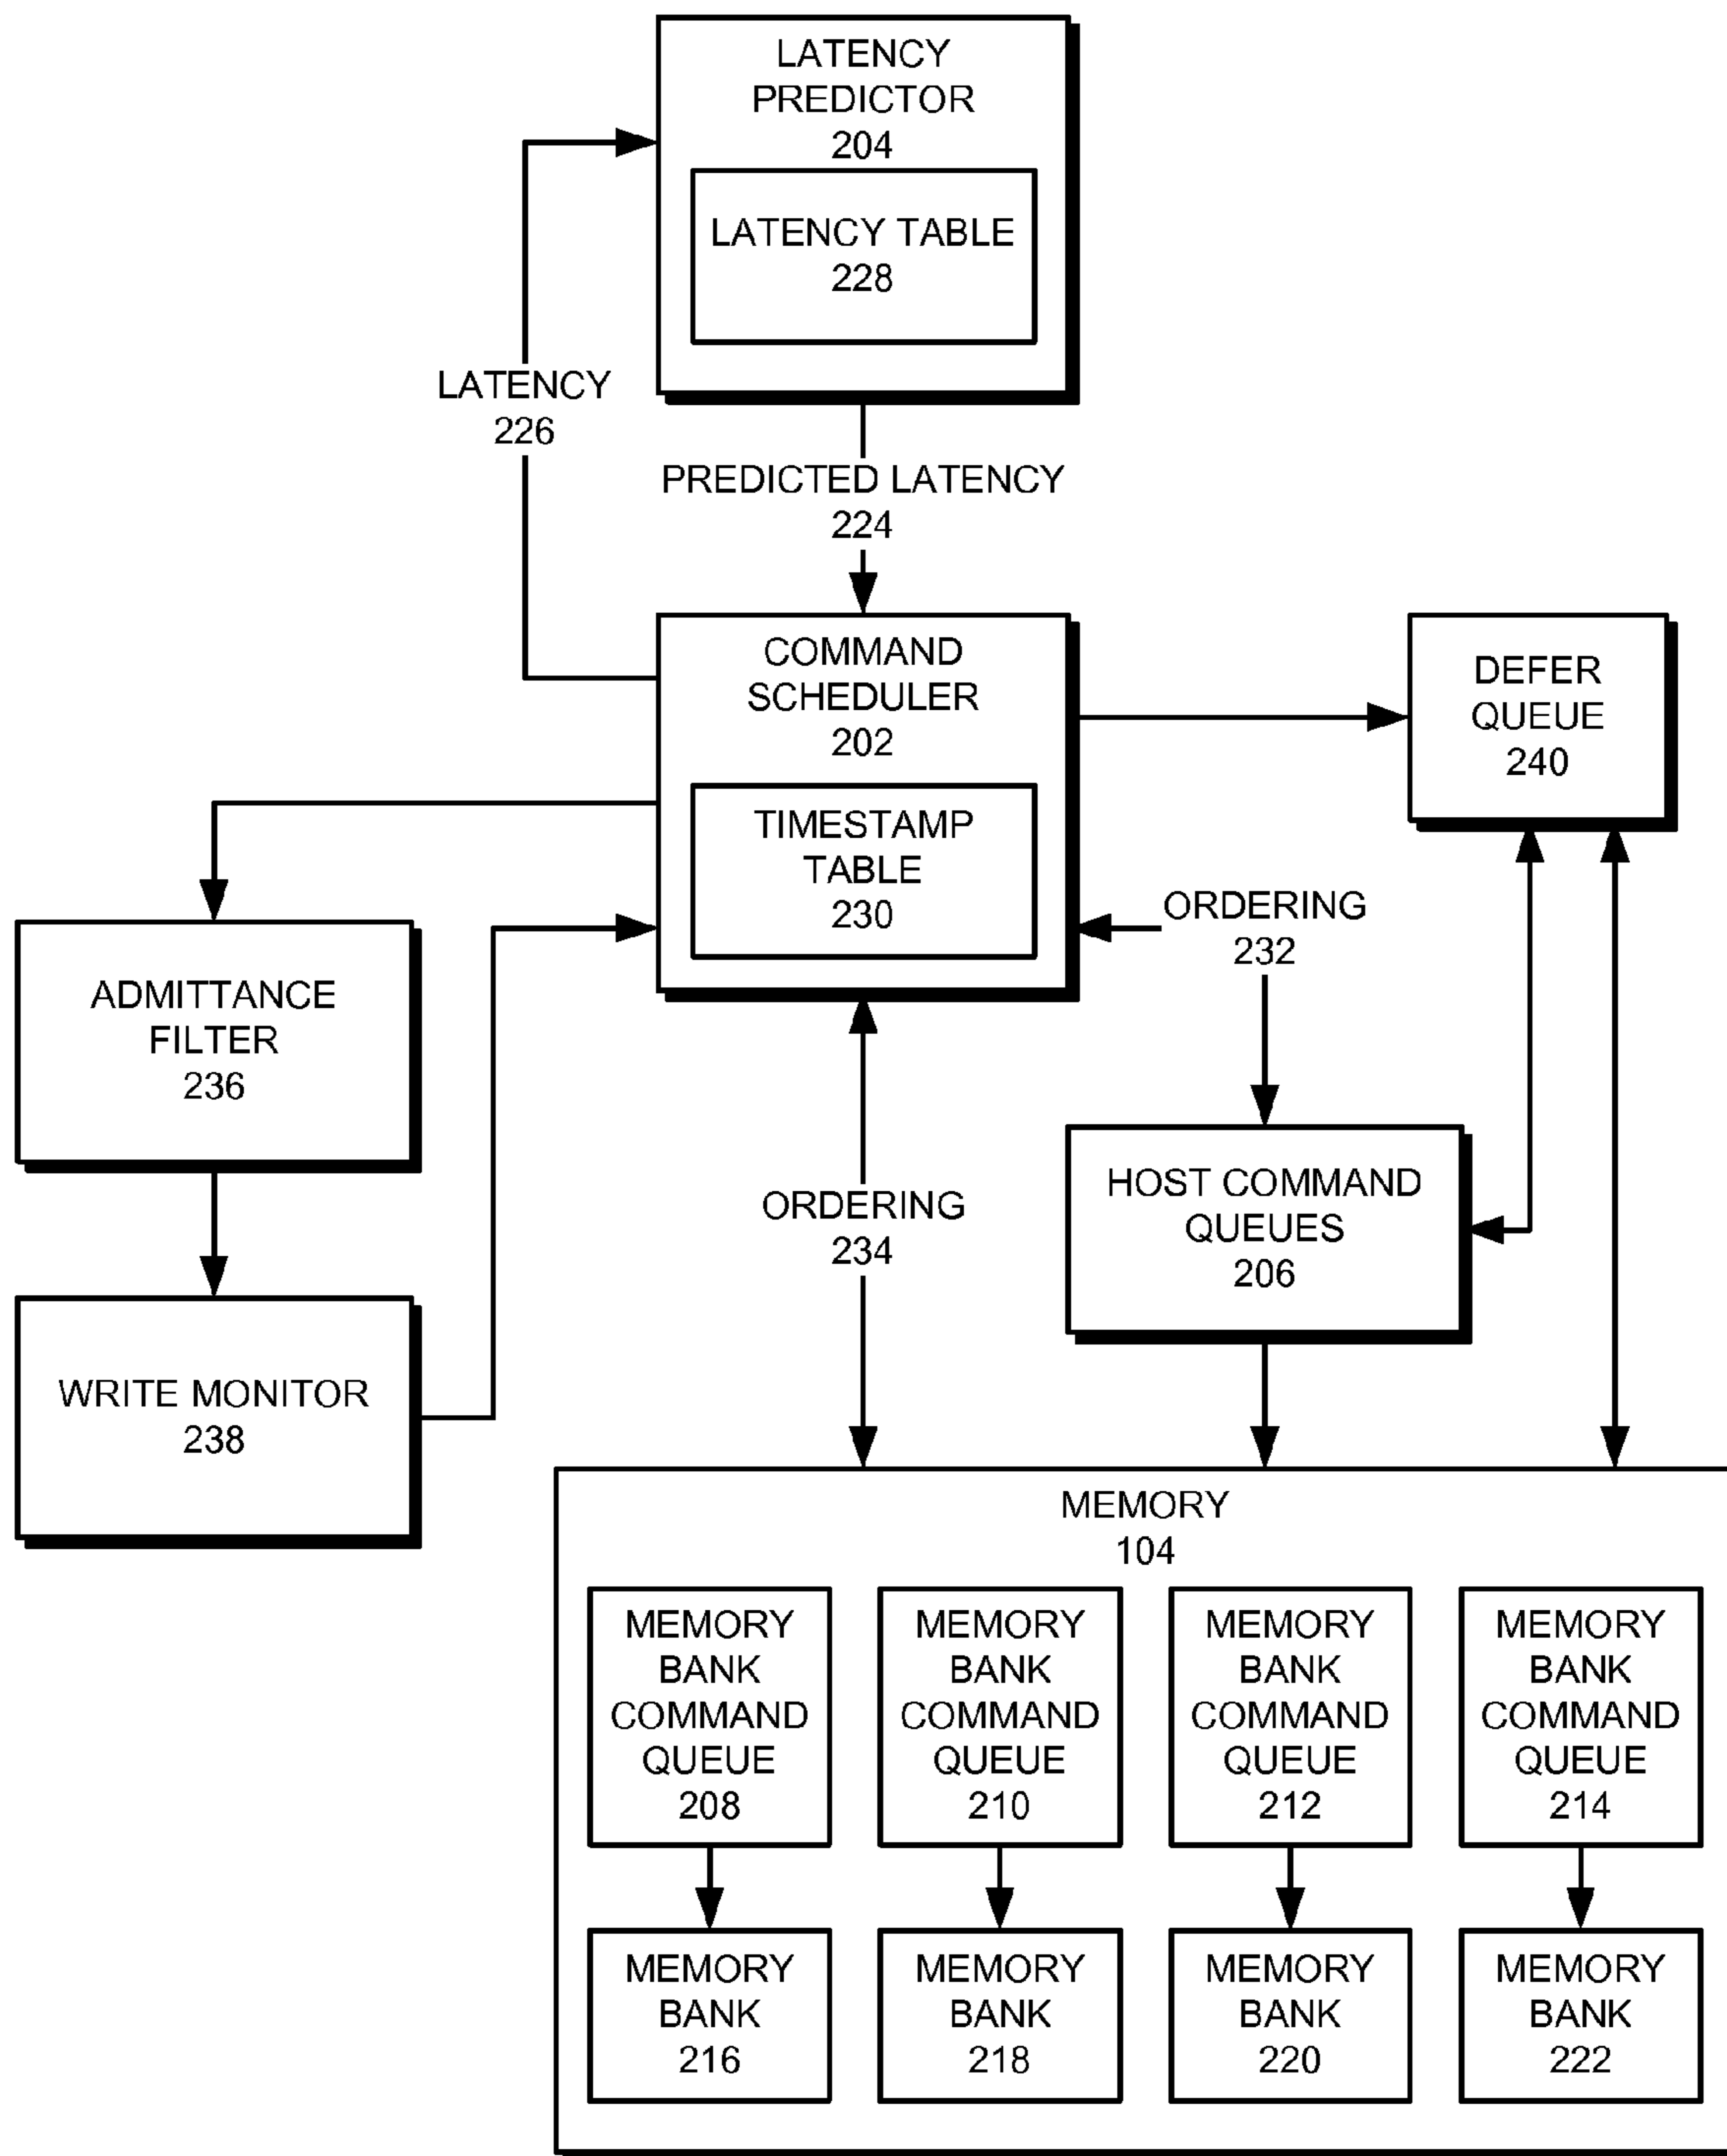 LATENCY
PREDICTOR
204
LATENCY TABLE
228
LATENCY
226
PREDICTED LATENCY
224
COMMAND
SCHEDULER
202
TIMESTAMP
TABLE
230
DEFER
QUEUE
240
ORDERING
232
ADMITTANCE
FILTER
236
ORDERING
234
HOST COMMAND
QUEUES
206
WRITE MONITOR
238
MEMORY
104
MEMORY
BANK
COMMAND
QUEUE
208
MEMORY
BANK
COMMAND
QUEUE
210
MEMORY
BANK
COMMAND
QUEUE
212
MEMORY
BANK
COMMAND
QUEUE
214
MEMORY
BANK
216
MEMORY
BANK
218
MEMORY
BANK
220
MEMORY
BANK
222